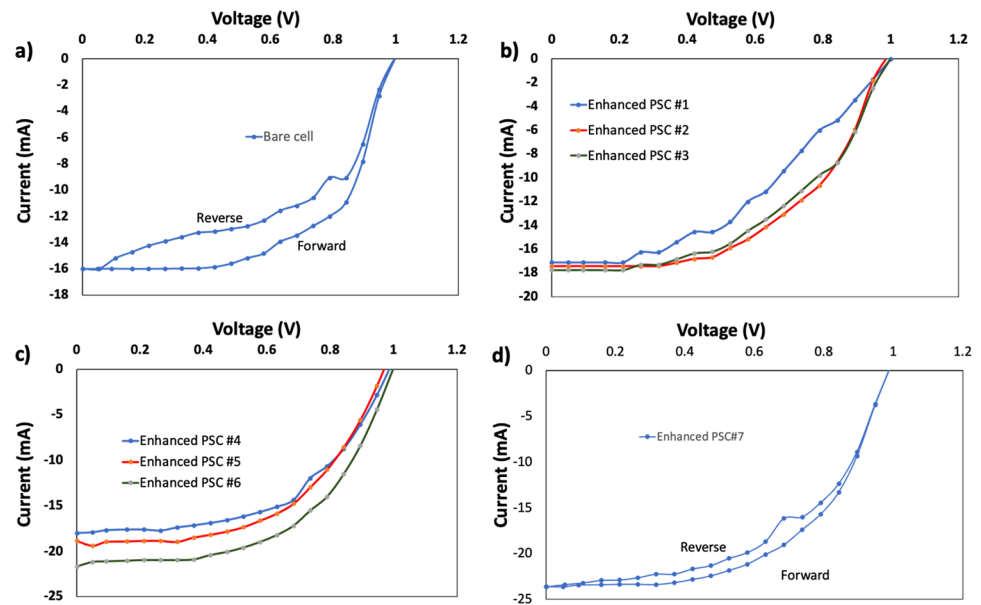 a)
Voltage (V)
0 0.2 0.4 0.6 0.8 1 1.2
0
-2
-4
-6
-8
-10
-12
-14
-16
-18
Current (mA)
Bare cell
Reverse
Forward
b)
Voltage (V)
0 0.2 0.4 0.6 0.8 1 1.2
0
-2
-4
-6
-8
-10
-12
-14
-16
-18
-20
Current (mA)
Enhanced PSC #1
Enhanced PSC #2
Enhanced PSC #3
c)
Voltage (V)
0 0.2 0.4 0.6 0.8 1 1.2
0
-5
-10
-15
-20
-25
Current (mA)
Enhanced PSC #4
Enhanced PSC #5
Enhanced PSC #6
d)
Voltage (V)
0 0.2 0.4 0.6 0.8 1 1.2
0
-5
-10
-15
-20
-25
Current (mA)
Enhanced PSC#7
Reverse
Forward